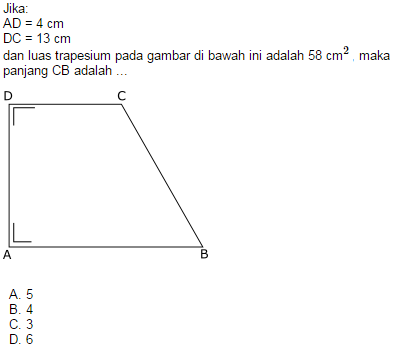 Jika:
AD = 4 cm
DC = 13 cm
dan luas trapesium pada gambar di bawah ini adalah 58 cm², maka
panjang CB adalah ...
D C
A B
A. 5
B. 4
C. 3
D. 6